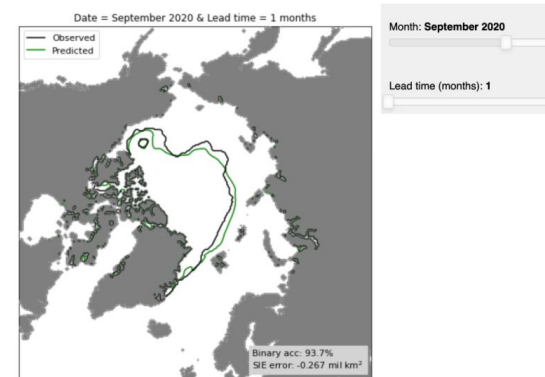 Date = September 2020 & Lead time = 1 months
Observed
Predicted
Binary acc: 93.7%
SIE error: -0.267 mil km²
Month: September 2020
Lead time (months): 1